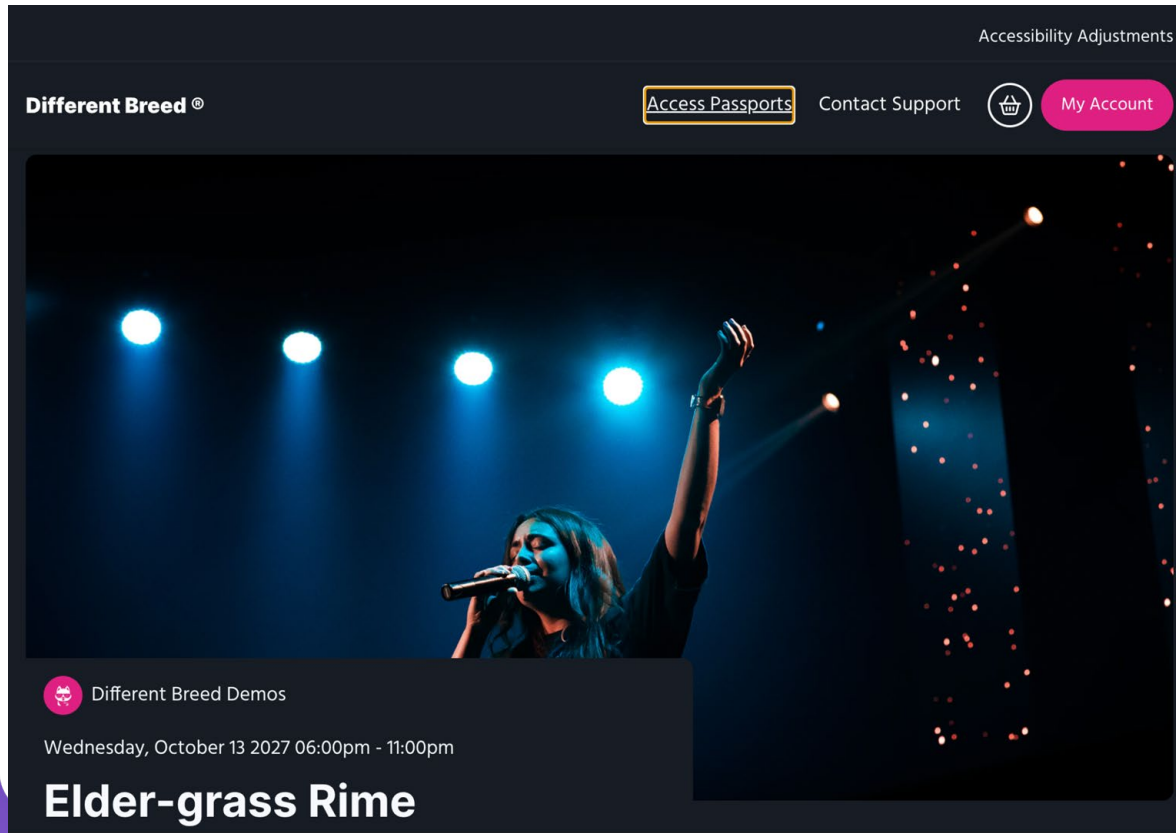 Accessibility Adjustments
Different Breed ®
Access Passports
Contact Support
My Account
Different Breed Demos
Wednesday, October 13 2027 06:00pm - 11:00pm
Elder-grass Rime